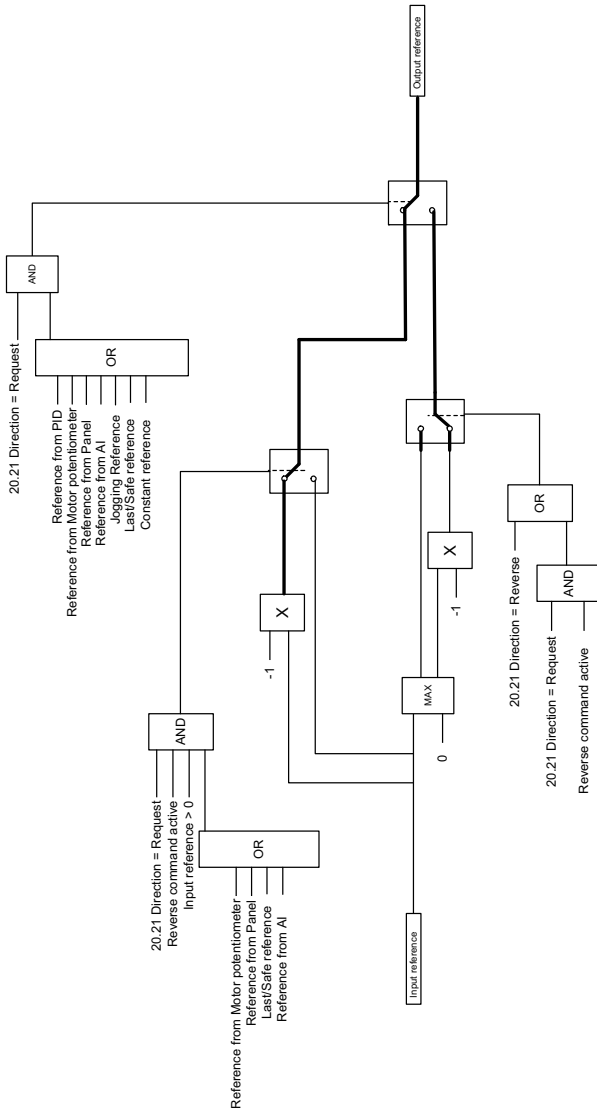 20.21 Direction = Request
AND
Reference from PID
Reference from Motor potentiometer
Reference from Panel
Reference from AI
Jogging Reference
Last/Safe reference
Constant reference
OR
20.21 Direction = Request
Reverse command active
Input reference > 0
AND
Reference from Motor potentiometer
Reference from Panel
Last/Safe reference
Reference from AI
OR
-1
X
Input reference
0
MAX
-1
X
20.21 Direction = Reverse
OR
20.21 Direction = Request
Reverse command active
AND
Output reference